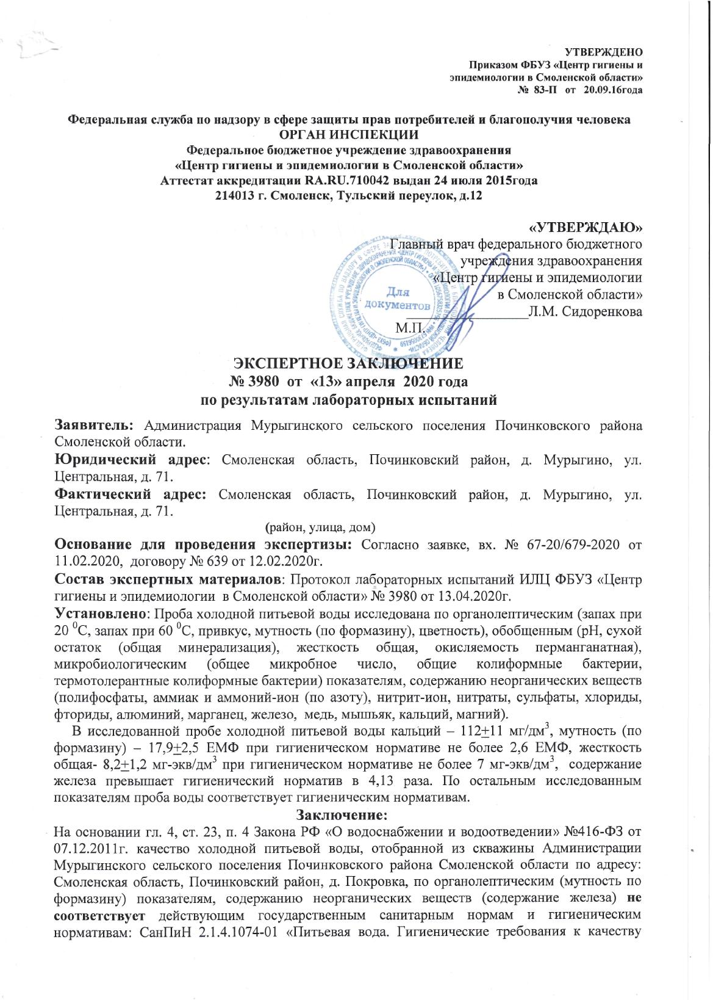 УТВЕРЖДЕНО
Приказом ФБУЗ «Центр гигиены и
эпидемиологии в Смоленской области»
№ 83-П от 20.09.16года
Федеральная служба по надзору в сфере защиты прав потребителей и благополучия человека
ОРГАН ИНСПЕКЦИИ
Федеральное бюджетное учреждение здравоохранения
«Центр гигиены и эпидемиологии в Смоленской области»
Аттестат аккредитации RA.RU.710042 выдан 24 июля 2015года
214013 г. Смоленск, Тульский переулок, д.12
«УТВЕРЖДАЮ»
Главный врач федерального бюджетного
учреждения здравоохранения
«Центр гигиены и эпидемиологии
в Смоленской области»
Л.М. Сидоренкова
М.П.
Для
документов
ЭКСПЕРТНОЕ ЗАКЛЮЧЕНИЕ
№ 3980 от «13» апреля 2020 года
по результатам лабораторных испытаний
Заявитель: Администрация Мурыгинского сельского поселения Починковского района
Смоленской области.
Юридический адрес: Смоленская область, Починковский район, д. Мурыгино, ул.
Центральная, д. 71.
Фактический адрес: Смоленская область, Починковский район, д. Мурыгино, ул.
Центральная, д. 71.
(район, улица, дом)
Основание для проведения экспертизы: Согласно заявке, вх. № 67-20/679-2020 от
11.02.2020, договору № 639 от 12.02.2020г.
Состав экспертных материалов: Протокол лабораторных испытаний ИЛЦ ФБУЗ «Центр
гигиены и эпидемиологии в Смоленской области» № 3980 от 13.04.2020г.
Установлено: Проба холодной питьевой воды исследована по органолептическим (запах при
20 ⁰С, запах при 60 ⁰С, привкус, мутность (по формазину), цветность), обобщенным (рН, сухой
остаток (общая минерализация), жесткость общая, окисляемость перманганатная),
микробиологическим (общее микробное число, общие колиформные бактерии,
термотолерантные колиформные бактерии) показателям, содержанию неорганических веществ
(полифосфаты, аммиак и аммоний-ион (по азоту), нитрит-ион, нитраты, сульфаты, хлориды,
фториды, алюминий, марганец, железо, медь, мышьяк, кальций, магний).
В исследованной пробе холодной питьевой воды кальций – 112±11 мг/дм³, мутность (по
формазину) – 17,9±2,5 ЕМФ при гигиеническом нормативе не более 2,6 ЕМФ, жесткость
общая- 8,2±1,2 мг-экв/дм³ при гигиеническом нормативе не более 7 мг-экв/дм³, содержание
железа превышает гигиенический норматив в 4,13 раза. По остальным исследованным
показателям проба воды соответствует гигиеническим нормативам.
Заключение:
На основании гл. 4, ст. 23, п. 4 Закона РФ «О водоснабжении и водоотведении» №416-ФЗ от
07.12.2011г. качество холодной питьевой воды, отобранной из скважины Администрации
Мурыгинского сельского поселения Починковского района Смоленской области по адресу:
Смоленская область, Починковский район, д. Покровка, по органолептическим (мутность по
формазину) показателям, содержанию неорганических веществ (содержание железа) не
соответствует действующим государственным санитарным нормам и гигиеническим
нормативам: СанПиН 2.1.4.1074-01 «Питьевая вода. Гигиенические требования к качеству